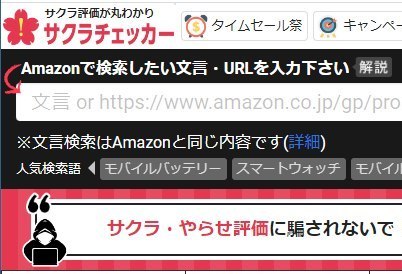 サクラ評価が丸わかり
サクラチェッカー
タイムセール祭
キャンペー
Amazonで検索したい文言・URLを入力下さい 解説
文言 or https://www.amazon.co.jp/gp/pro
※文言検索はAmazonと同じ内容です(詳細)
人気検索語 モバイルバッテリー スマートウォッチ モバイル
サクラ・やらせ評価に騙されないで